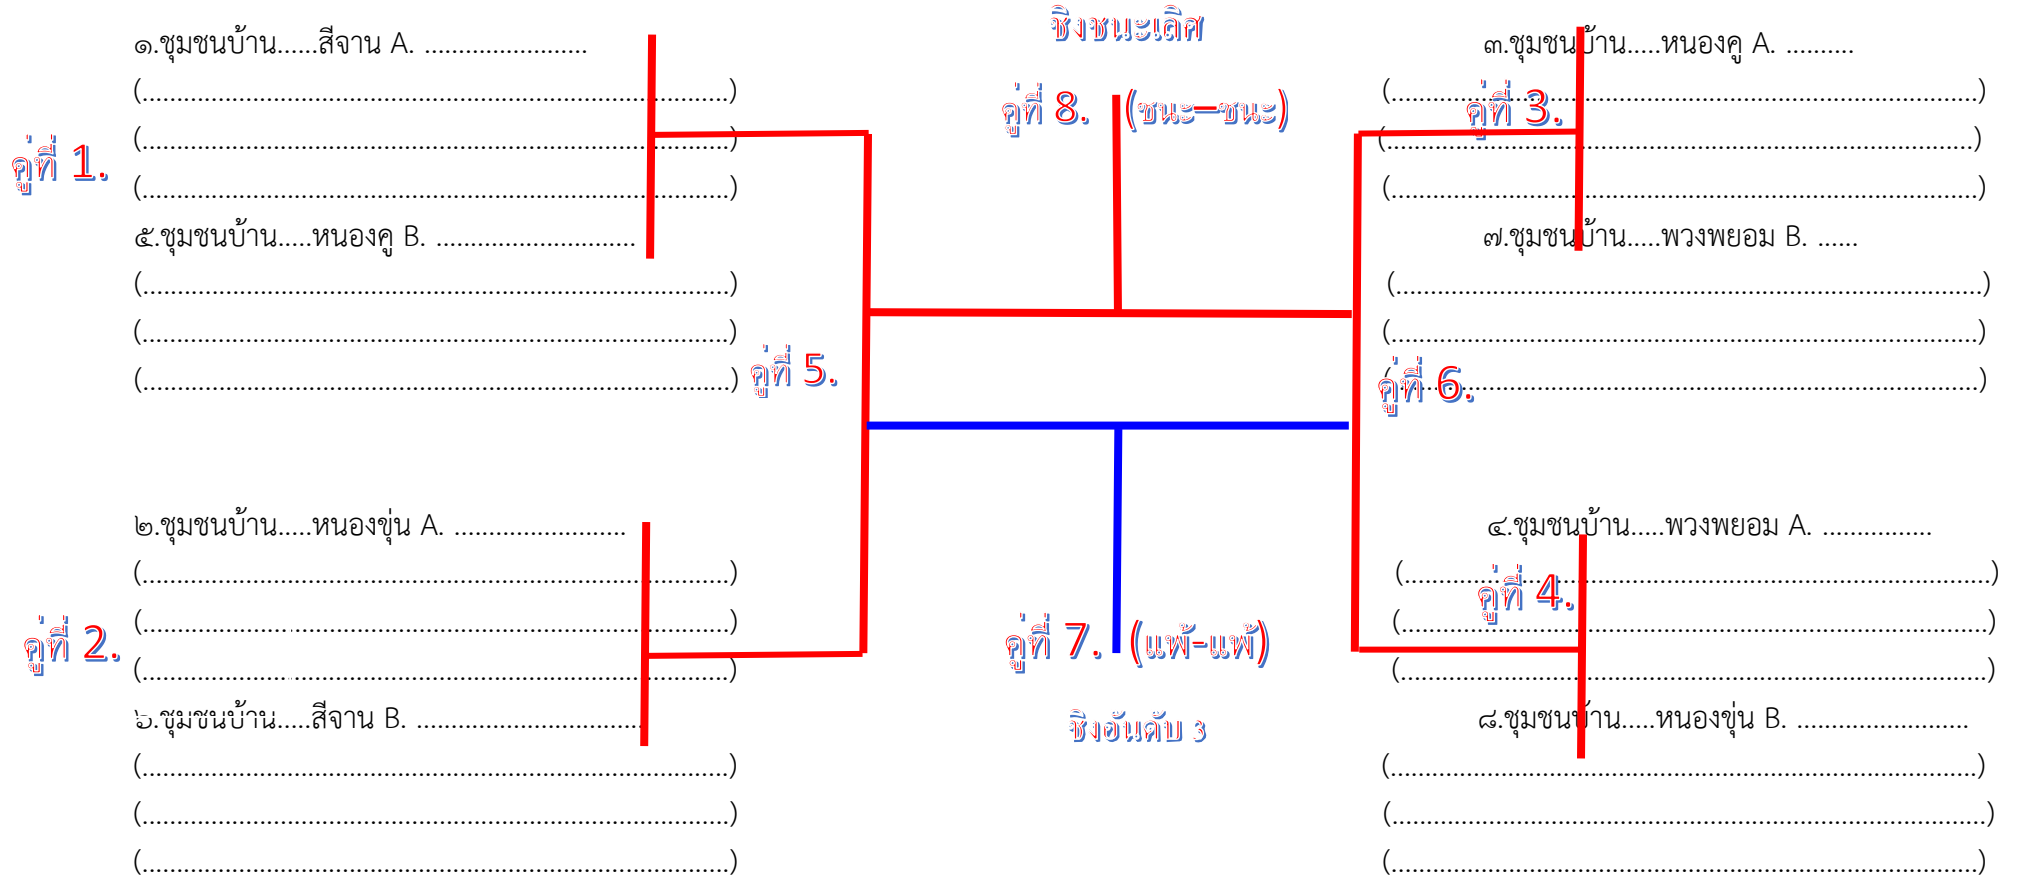 ชิงชนะเลิศ
๑.ชุมชนบ้าน.....สีจาน A. ........................
(.....................................................................................)
(.....................................................................................)
(.....................................................................................)
คู่ที่ 1.
๕.ชุมชนบ้าน.....หนองคู B. .............................
(.....................................................................................)
(.....................................................................................)
(.....................................................................................)
คู่ที่ 5.
๒.ชุมชนบ้าน.....หนองขุ่น A. .........................
(.....................................................................................)
(.....................................................................................)
(.....................................................................................)
คู่ที่ 2.
๖.ชุมชนบ้าน.....สีจาน B. .................................
(.....................................................................................)
(.....................................................................................)
(.....................................................................................)
คู่ที่ 8. (ชนะ–ชนะ)
คู่ที่ 7. (แพ้-แพ้)
ชิงอันดับ 3
๓.ชุมชนบ้าน.....หนองคู A. ..........
(.....................................................................................)
คู่ที่ 3.
(.....................................................................................)
(.....................................................................................)
๗.ชุมชนบ้าน.....พวงพยอม B. ......
(.....................................................................................)
(.....................................................................................)
(.....................................................................................)
คู่ที่ 6.
๔.ชุมชนบ้าน.....พวงพยอม A. ................
(.....................................................................................)
คู่ที่ 4.
(.....................................................................................)
(.....................................................................................)
๘.ชุมชนบ้าน.....หนองขุ่น B. .........................
(.....................................................................................)
(.....................................................................................)
(.....................................................................................)